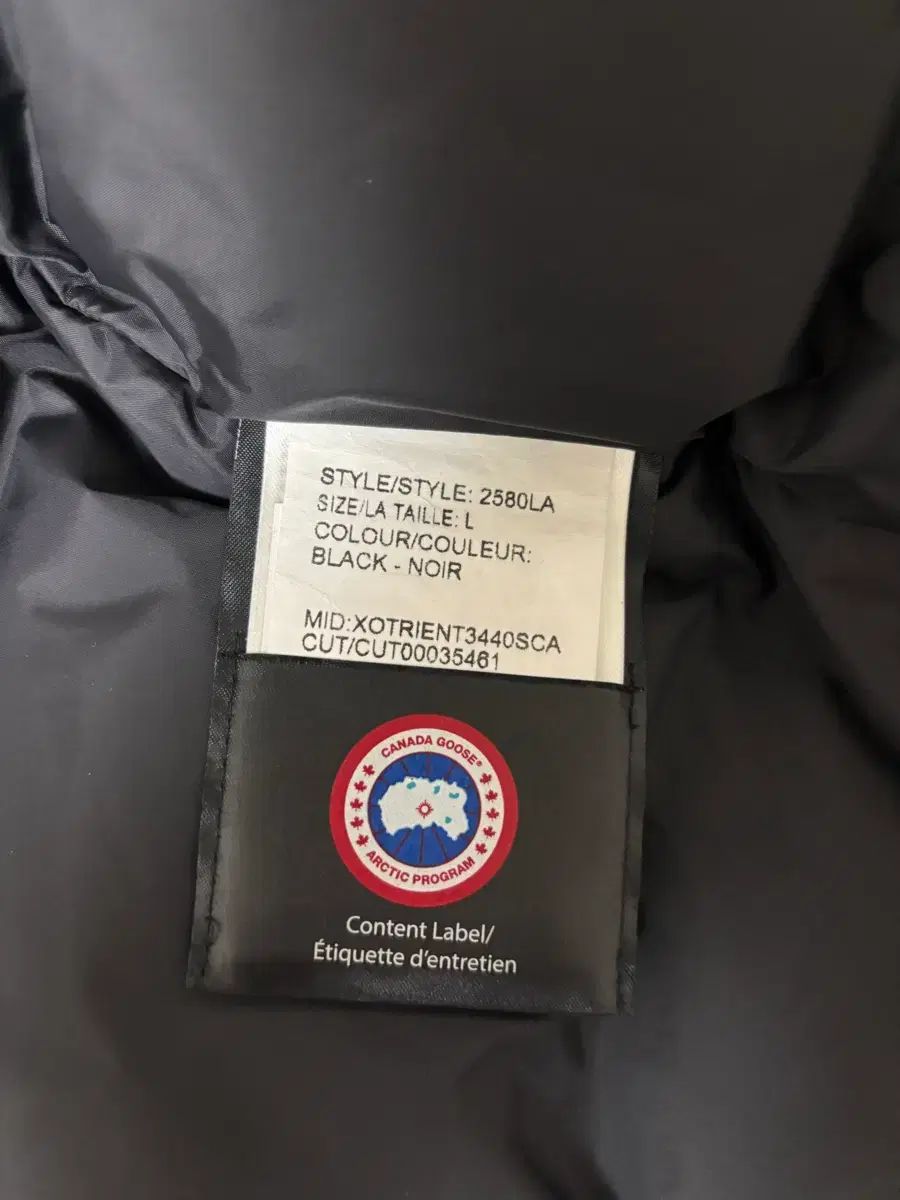 STYLE/STYLE: 2580LA
SIZE/LA TAILLE: L
COLOUR/COULEUR:
BLACK - NOIR
MID:XOTRIENT3440SCA
CUT/CUT00035461
CANADA GOOSE®
ARCTIC PROGRAM
Content Label/
Étiquette d'entretien